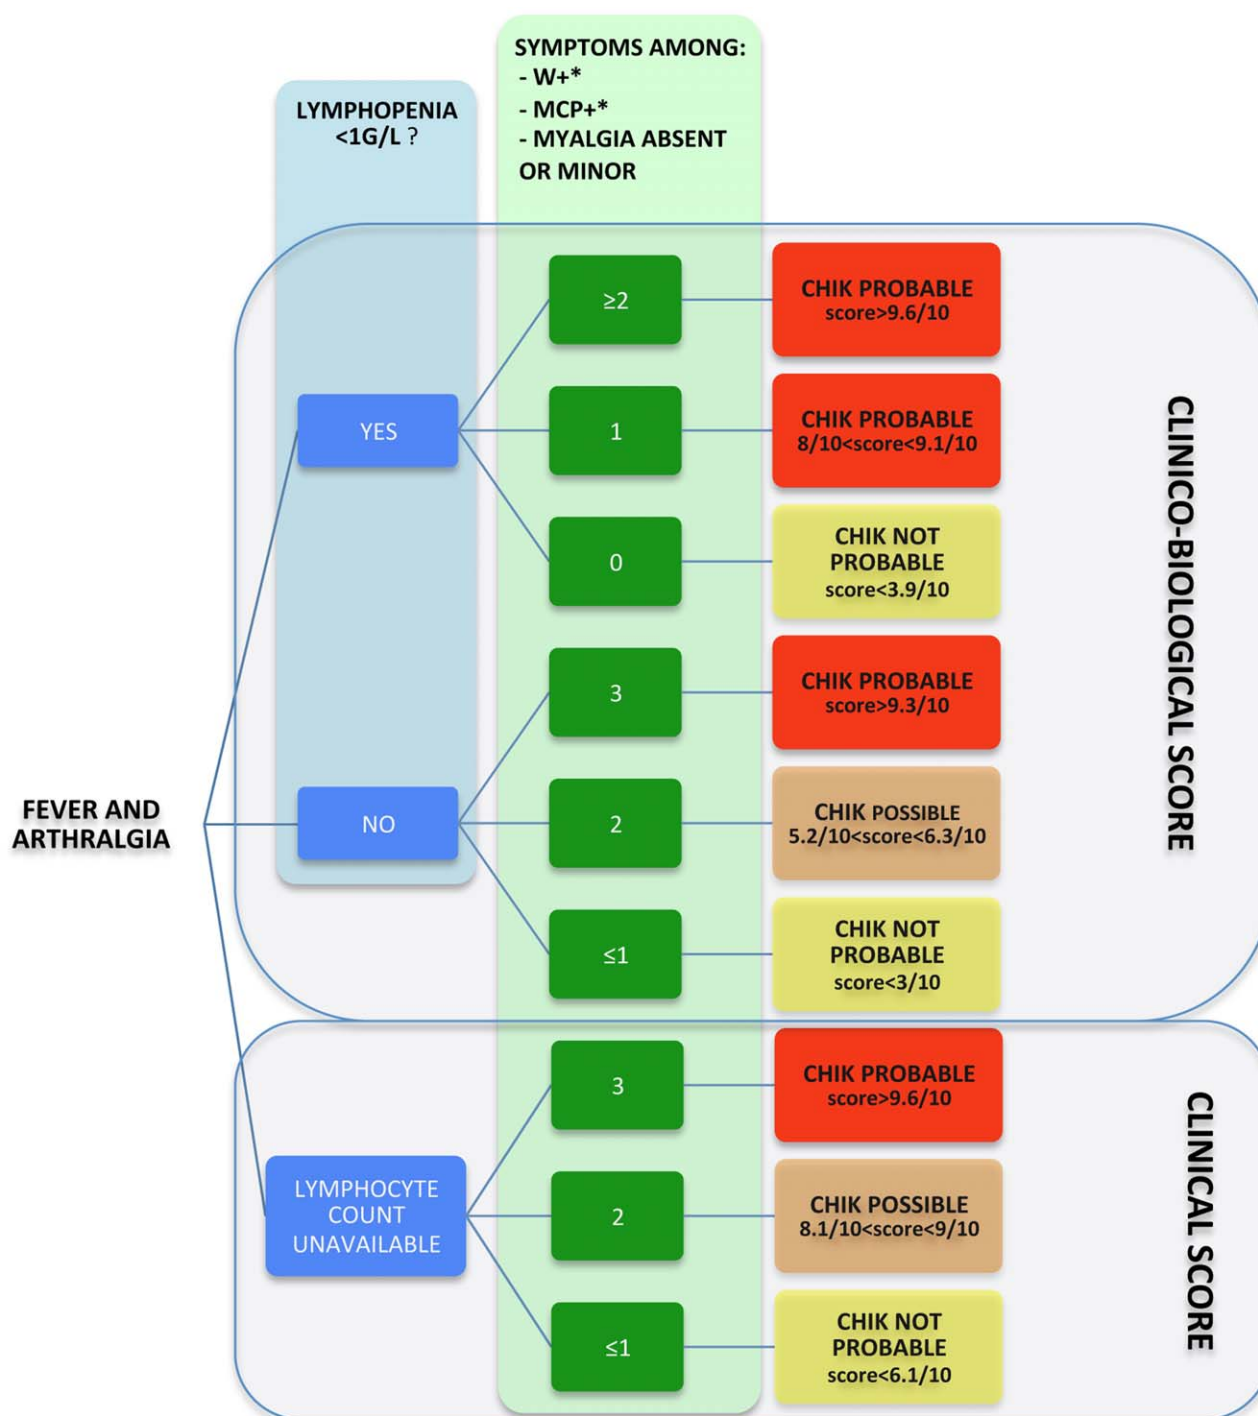 SYMPTOMS AMONG:
- W+*
- MCP+*
- MYALGIA ABSENT
OR MINOR
LYMPHOPENIA
<1G/L ?
FEVER AND
ARTHRALGIA
YES
≥2
CHIK PROBABLE
score>9.6/10
1
CHIK PROBABLE
8/10<score<9.1/10
0
CHIK NOT
PROBABLE
score<3.9/10
NO
3
CHIK PROBABLE
score>9.3/10
2
CHIK POSSIBLE
5.2/10<score<6.3/10
≤1
CHIK NOT
PROBABLE
score<3/10
CLINICO-BIOLOGICAL SCORE
LYMPHOCYTE
COUNT
UNAVAILABLE
3
CHIK PROBABLE
score>9.6/10
2
CHIK POSSIBLE
8.1/10<score<9/10
≤1
CHIK NOT
PROBABLE
score<6.1/10
CLINICAL SCORE